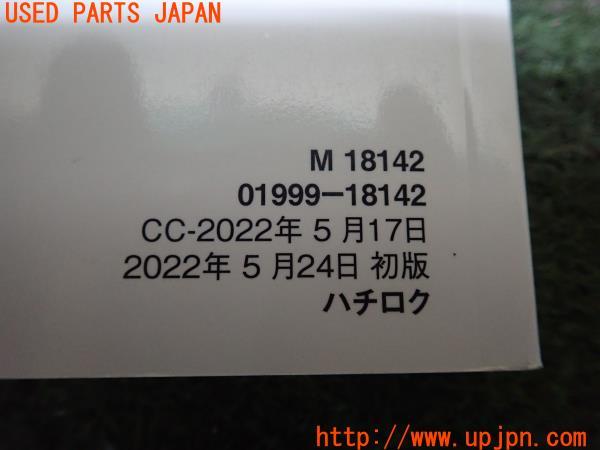 USED PARTS JAPAN
M 18142
01999-18142
CC-2022年 5 月17日
2022年 5 月24日 初版
ハチロク
http://www.upjpn.com/